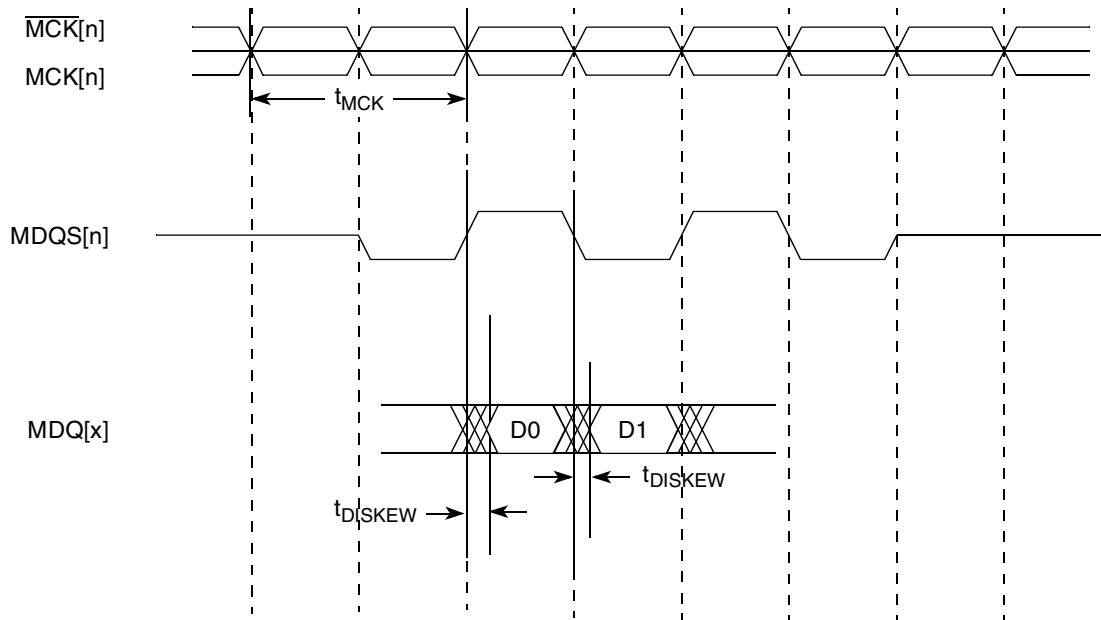 MCK[n]
MCK[n]
tMCK
MDQS[n]
MDQ[x]
D0
D1
tDISKEW
tDISKEW